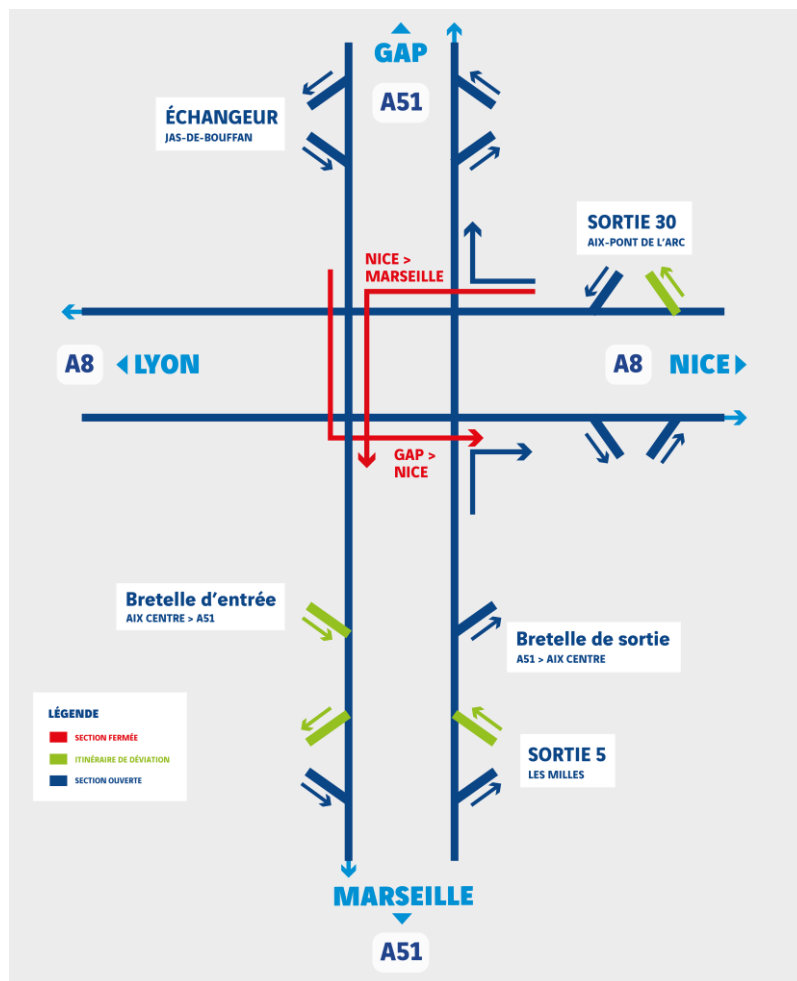 GAP
A51
ÉCHANGEUR
JAS-DE-BOUFFAN
SORTIE 30
AIX-PONT DE L'ARC
NICE >
MARSEILLE
A8
LYON
A8
NICE
GAP >
NICE
Bretelle d'entrée
AIX CENTRE > A51
Bretelle de sortie
A51 > AIX CENTRE
LÉGENDE
SECTION FERMÉE
ITINÉRAIRE DE DÉVIATION
SECTION OUVERTE
SORTIE 5
LES MILLES
MARSEILLE
A51